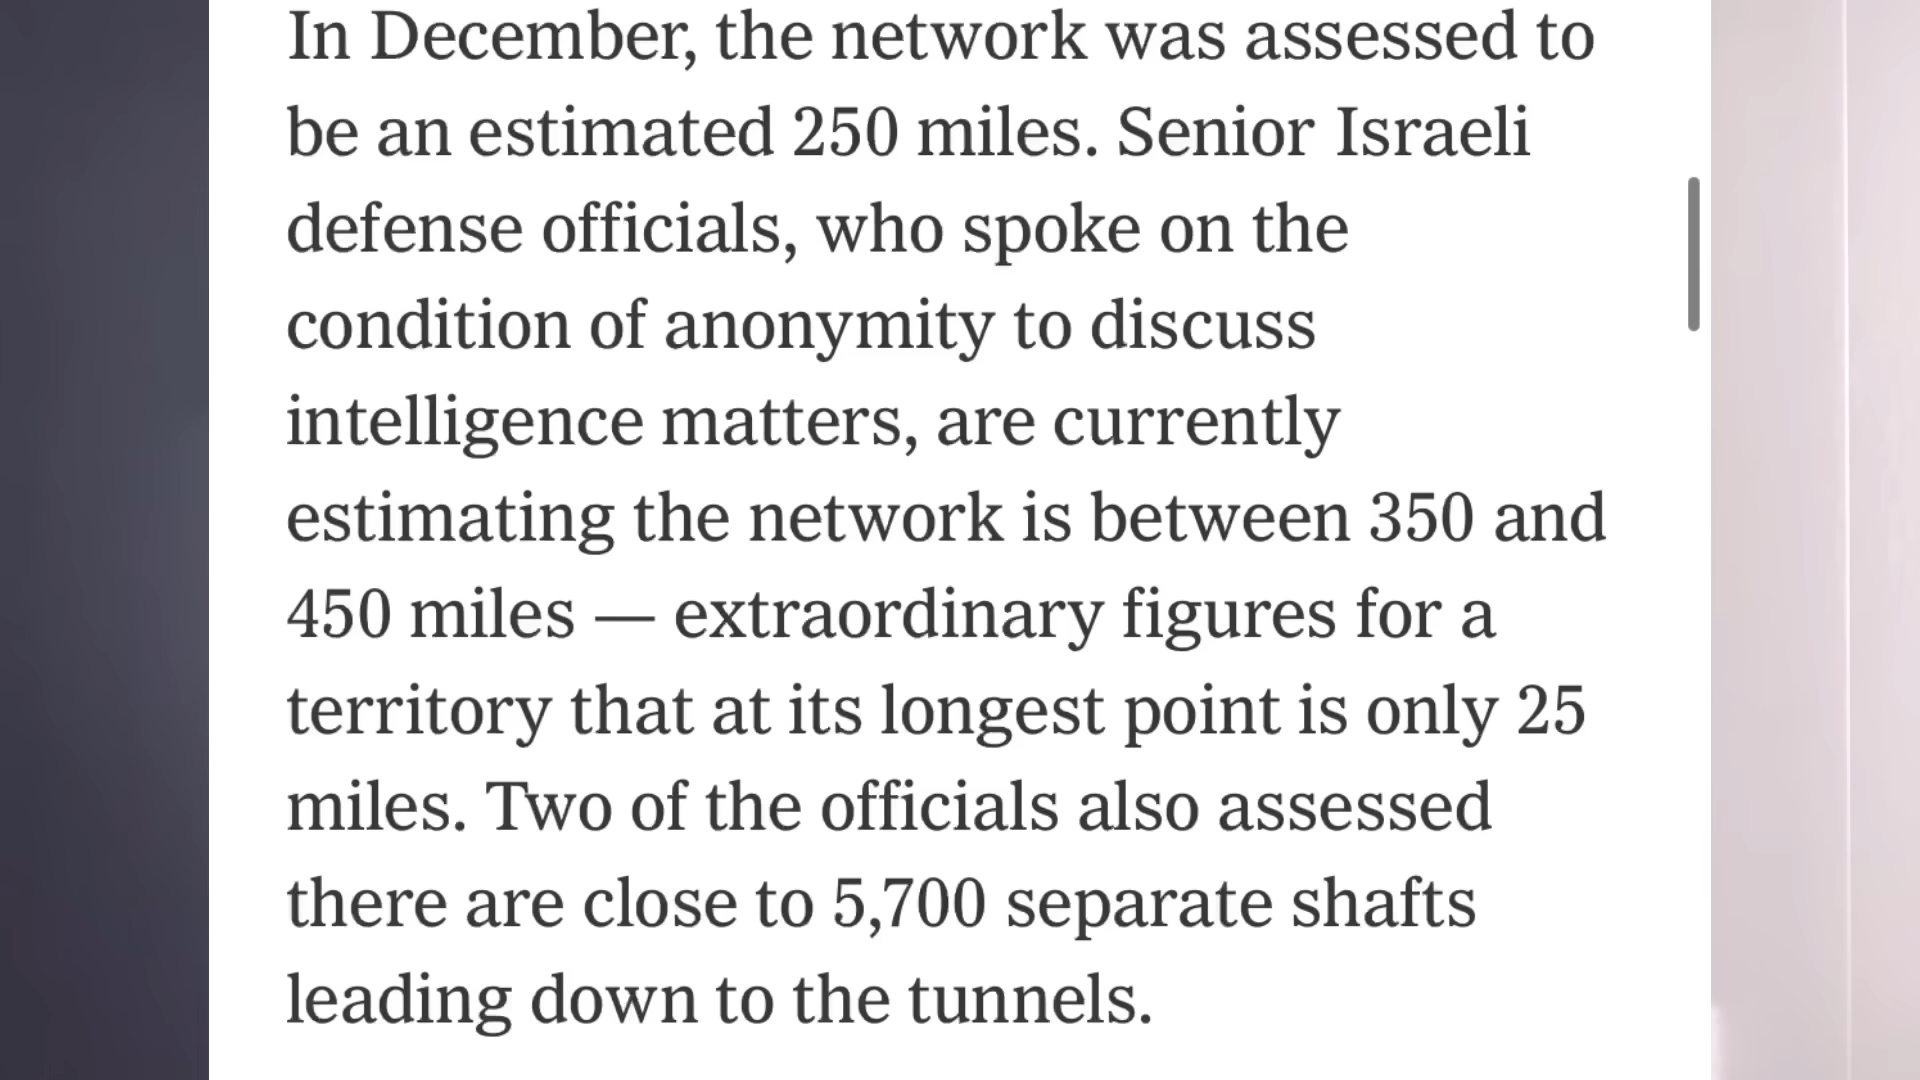 In December, the network was assessed to
be an estimated 250 miles. Senior Israeli
defense officials, who spoke on the
condition of anonymity to discuss
intelligence matters, are currently
estimating the network is between 350 and
450 miles — extraordinary figures for a
territory that at its longest point is only 25
miles. Two of the officials also assessed
there are close to 5,700 separate shafts
leading down to the tunnels.